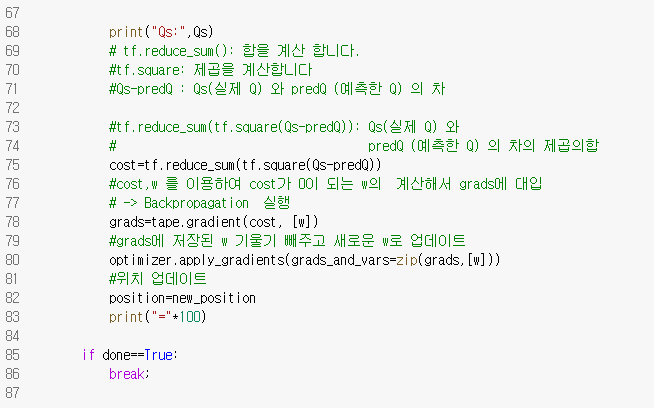 67
68 print("Qs:",Qs)
69 # tf.reduce_sum(): 합을 계산 합니다.
70 #tf.square: 제곱을 계산합니다
71 #Qs-predQ : Qs(실제 Q) 와 predQ (예측한 Q) 의 차
72
73 #tf.reduce_sum(tf.square(Qs-predQ)): Qs(실제 Q) 와
74 # predQ (예측한 Q) 의 차의 제곱의합
75 cost=tf.reduce_sum(tf.square(Qs-predQ))
76 #cost,w 를 이용하여 cost가 0이 되는 w의 계산해서 grads에 대입
77 # -> Backpropagation 실행
78 grads=tape.gradient(cost, [w])
79 #grads에 저장된 w 기울기 빼주고 새로운 w로 업데이트
80 optimizer.apply_gradients(grads_and_vars=zip(grads,[w]))
81 #위치 업데이트
82 position=new_position
83 print("="*100)
84
85 if done==True:
86 break;
87